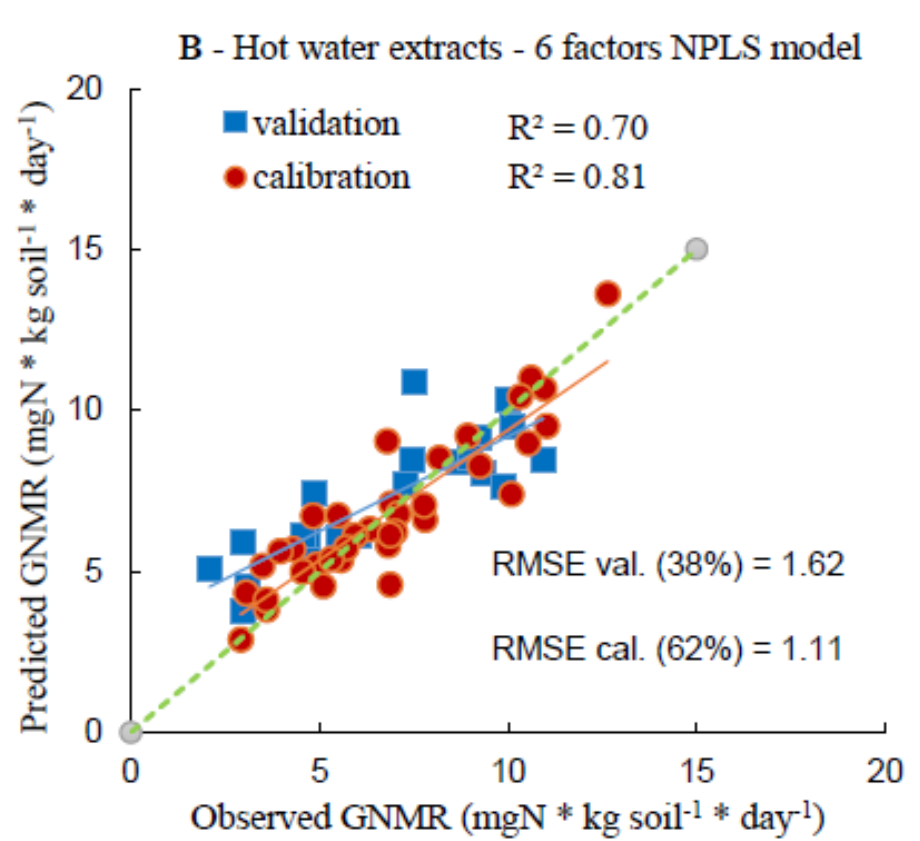 B - Hot water extracts - 6 factors NPLS model
Predicted GNMR (mgN * kg soil⁻¹ * day⁻¹)
20
15
10
5
0
validation R² = 0.70
calibration R² = 0.81
RMSE val. (38%) = 1.62
RMSE cal. (62%) = 1.11
0 5 10 15 20
Observed GNMR (mgN * kg soil⁻¹ * day⁻¹)